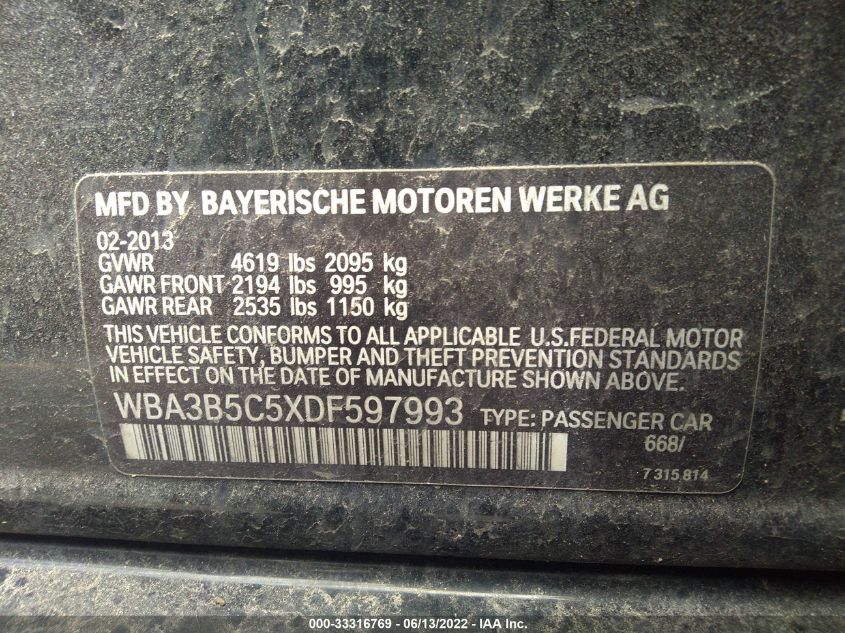 MFD BY BAYERISCHE MOTOREN WERKE AG
02-2013
GVWR 4619 lbs 2095 kg
GAWR FRONT 2194 lbs 995 kg
GAWR REAR 2535 lbs 1150 kg
THIS VEHICLE CONFORMS TO ALL APPLICABLE U.S.FEDERAL MOTOR
VEHICLE SAFETY, BUMPER AND THEFT PREVENTION STANDARDS
IN EFFECT ON THE DATE OF MANUFACTURE SHOWN ABOVE.
WBA3B5C5XDF597993 TYPE: PASSENGER CAR
668/
7 315 814
000-33316769 - 06/13/2022 - IAA Inc.